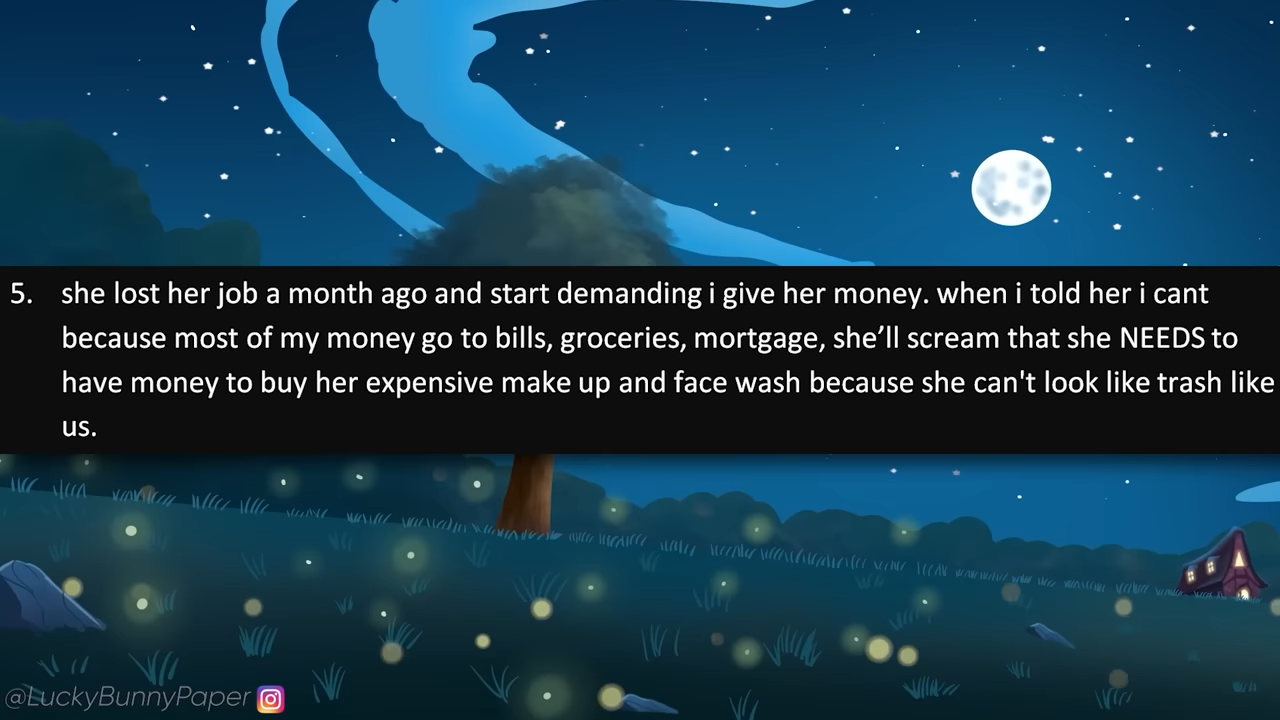 5. she lost her job a month ago and start demanding i give her money. when i told her i cant
because most of my money go to bills, groceries, mortgage, she’ll scream that she NEEDS to
have money to buy her expensive make up and face wash because she can't look like trash like
us.
@LuckyBunnyPaper